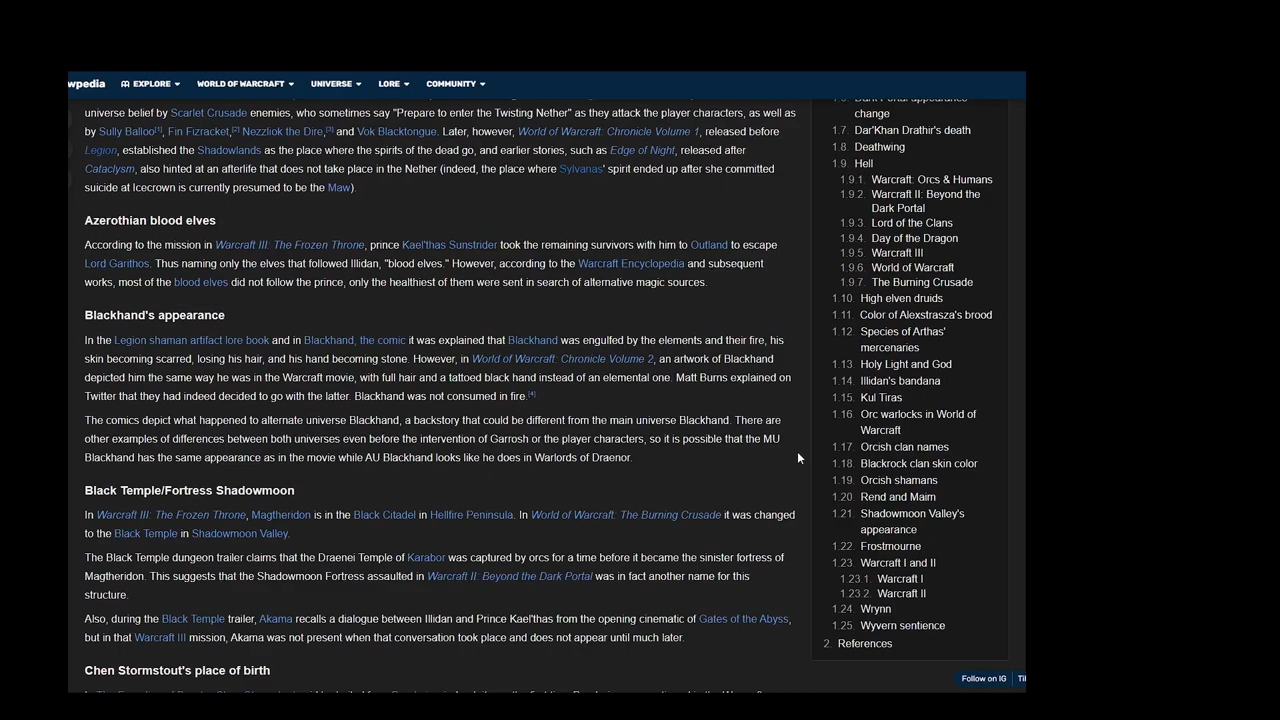 wpedia EXPLORE WORLD OF WARCRAFT UNIVERSE LORE COMMUNITY
universe belief by Scarlet Crusade enemies, who sometimes say "Prepare to enter the Twisting Nether" as they attack the player characters, as well as
by Sully Balloo[1], Fin Fizracket,[2] Nezzliok the Dire,[3] and Vok Blacktongue. Later, however, World of Warcraft: Chronicle Volume 1, released before
Legion, established the Shadowlands as the place where the spirits of the dead go, and earlier stories, such as Edge of Night, released after
Cataclysm, also hinted at an afterlife that does not take place in the Nether (indeed, the place where Sylvanas' spirit ended up after she committed
suicide at Icecrown is currently presumed to be the Maw).
Azerothian blood elves
According to the mission in Warcraft III: The Frozen Throne, prince Kael'thas Sunstrider took the remaining survivors with him to Outland to escape
Lord Garithos. Thus naming only the elves that followed Illidan, "blood elves." However, according to the Warcraft Encyclopedia and subsequent
works, most of the blood elves did not follow the prince, only the healthiest of them were sent in search of alternative magic sources.
Blackhand's appearance
In the Legion shaman artifact lore book and in Blackhand, the comic it was explained that Blackhand was engulfed by the elements and their fire, his
skin becoming scarred, losing his hair, and his hand becoming stone. However, in World of Warcraft: Chronicle Volume 2, an artwork of Blackhand
depicted him the same way he was in the Warcraft movie, with full hair and a tattoed black hand instead of an elemental one. Matt Burns explained on
Twitter that they had indeed decided to go with the latter. Blackhand was not consumed in fire.[4]
The comics depict what happened to alternate universe Blackhand, a backstory that could be different from the main universe Blackhand. There are
other examples of differences between both universes even before the intervention of Garrosh or the player characters, so it is possible that the MU
Blackhand has the same appearance as in the movie while AU Blackhand looks like he does in Warlords of Draenor.
Black Temple/Fortress Shadowmoon
In Warcraft III: The Frozen Throne, Magtheridon is in the Black Citadel in Hellfire Peninsula. In World of Warcraft: The Burning Crusade it was changed
to the Black Temple in Shadowmoon Valley.
The Black Temple dungeon trailer claims that the Draenei Temple of Karabor was captured by orcs for a time before it became the sinister fortress of
Magtheridon. This suggests that the Shadowmoon Fortress assaulted in Warcraft II: Beyond the Dark Portal was in fact another name for this
structure.
Also, during the Black Temple trailer, Akama recalls a dialogue between Illidan and Prince Kael'thas from the opening cinematic of Gates of the Abyss,
but in that Warcraft III mission, Akama was not present when that conversation took place and does not appear until much later.
Chen Stormstout's place of birth
Dark Portal appearance
change
1.7. Dar'Khan Drathir's death
1.8. Deathwing
1.9. Hell
1.9.1. Warcraft: Orcs & Humans
1.9.2. Warcraft II: Beyond the
Dark Portal
1.9.3. Lord of the Clans
1.9.4. Day of the Dragon
1.9.5. Warcraft III
1.9.6. World of Warcraft
1.9.7. The Burning Crusade
1.10. High elven druids
1.11. Color of Alexstrasza's brood
1.12. Species of Arthas'
mercenaries
1.13. Holy Light and God
1.14. Illidan's bandana
1.15. Kul Tiras
1.16. Orc warlocks in World of
Warcraft
1.17. Orcish clan names
1.18. Blackrock clan skin color
1.19. Orcish shamans
1.20. Rend and Maim
1.21. Shadowmoon Valley's
appearance
1.22. Frostmourne
1.23. Warcraft I and II
1.23.1. Warcraft I
1.23.2. Warcraft II
1.24. Wrynn
1.25. Wyvern sentience
2. References
Follow on IG